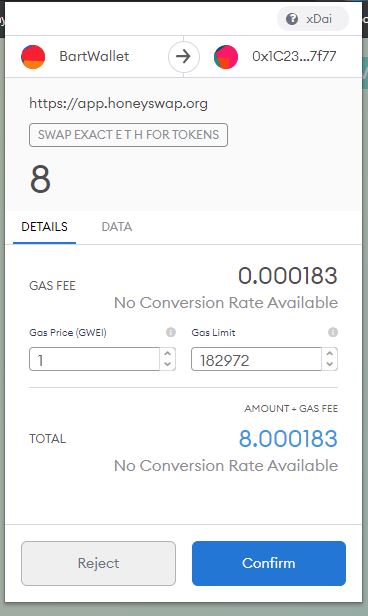 xDai
BartWallet
0x1C23...7f77
https://app.honeyswap.org
SWAP EXACT E T H FOR TOKENS
8
DETAILS
DATA
GAS FEE
0.000183
No Conversion Rate Available
Gas Price (GWEI)
Gas Limit
1
182972
AMOUNT + GAS FEE
TOTAL
8.000183
No Conversion Rate Available
Reject
Confirm